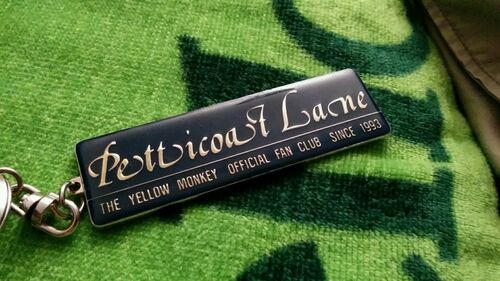 Petticoat Lane
THE YELLOW MONKEY OFFICIAL FAN CLUB SINCE 1993